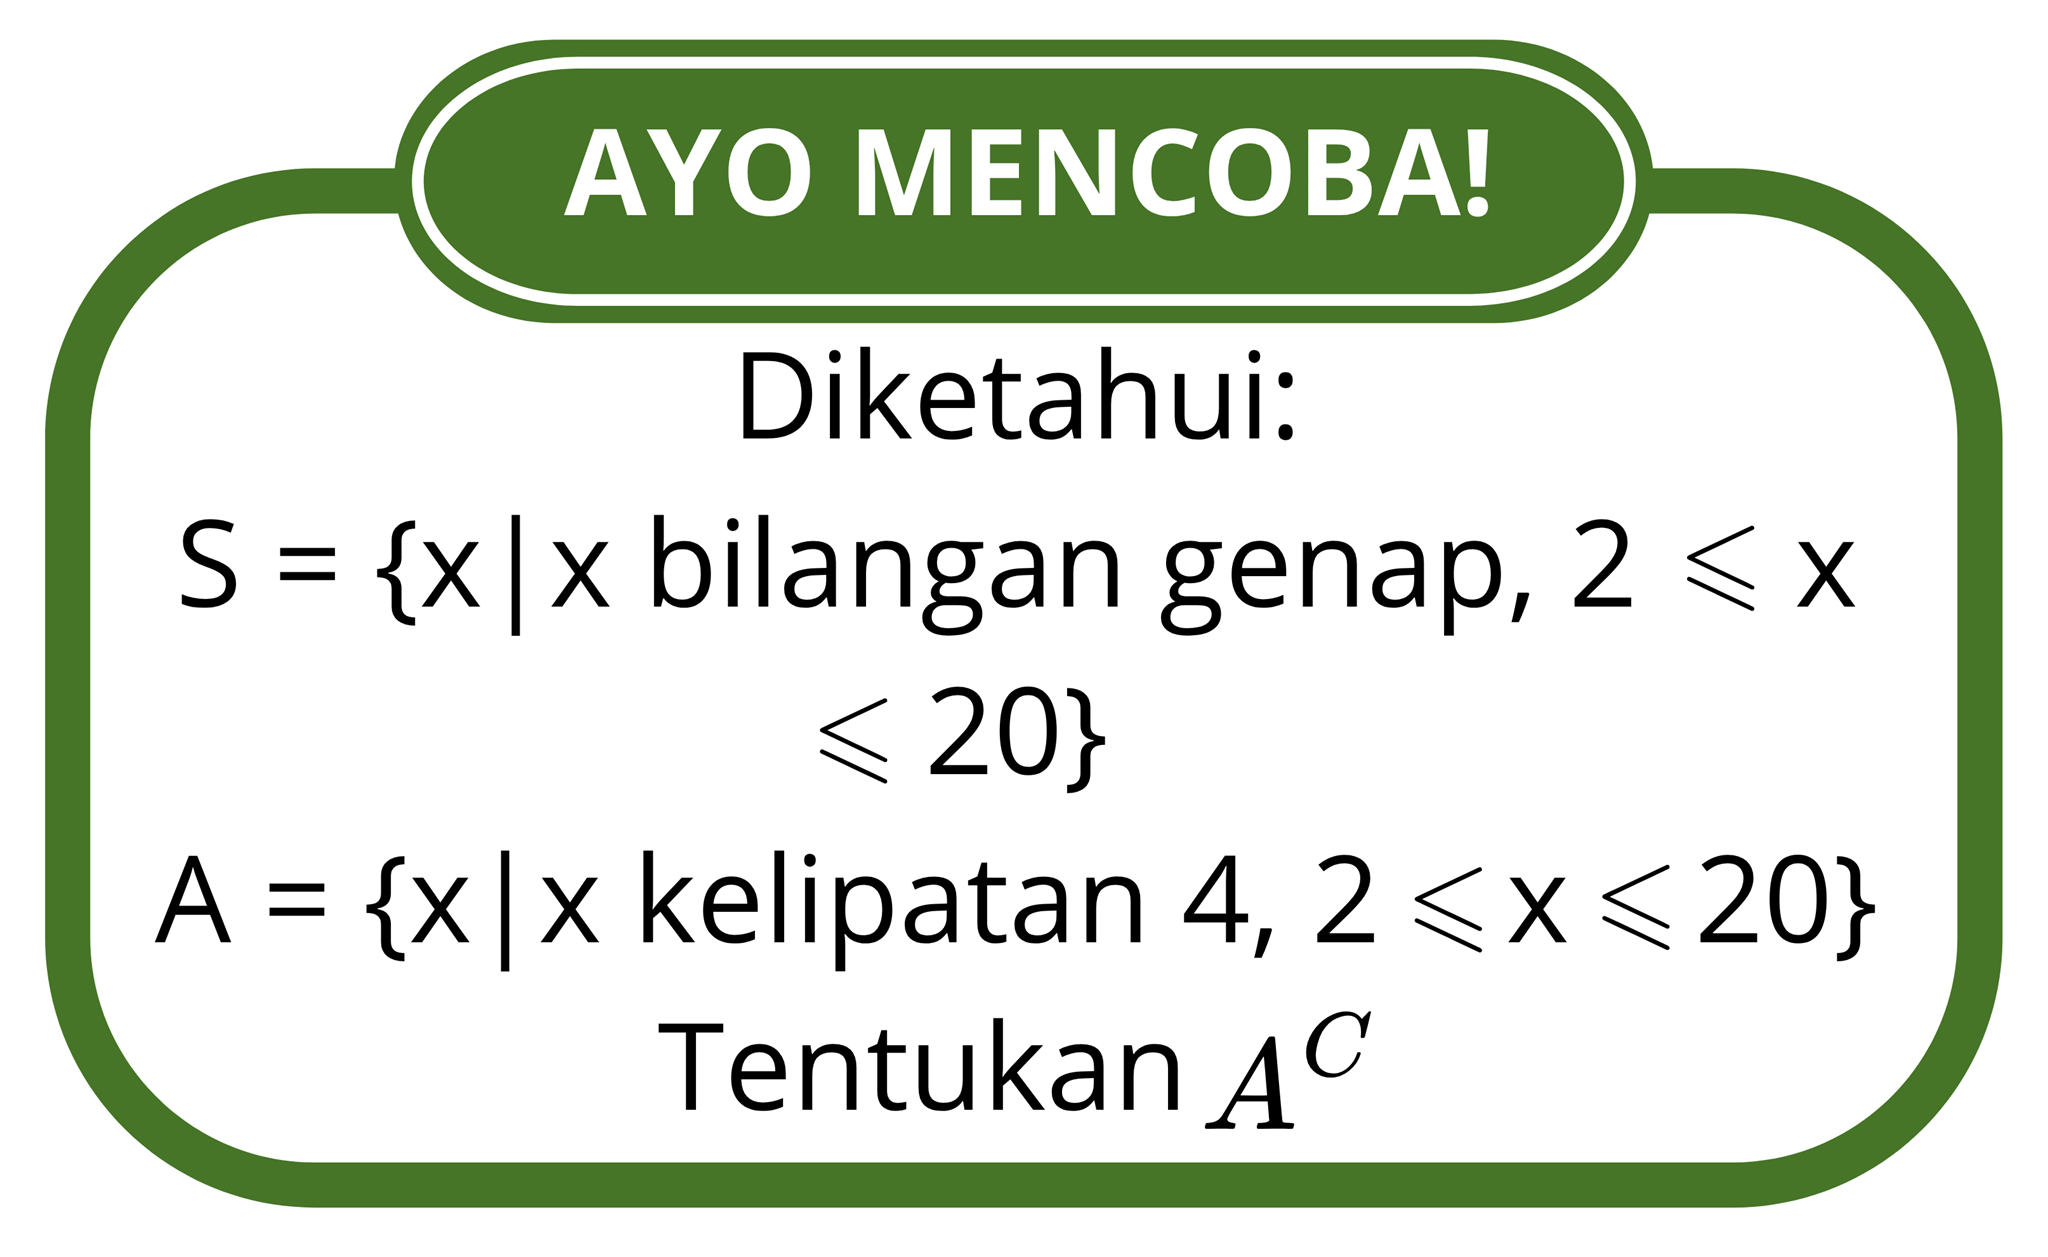 AYO MENCOBA!
Diketahui:
S = {x|x bilangan genap, 2 ⩽ x
⩽ 20}
A = {x|x kelipatan 4, 2 ⩽ x ⩽ 20}
Tentukan A^C